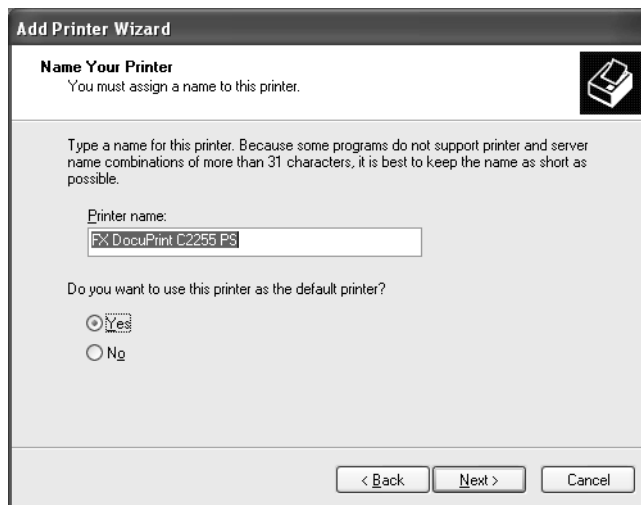 Add Printer Wizard
Name Your Printer
You must assign a name to this printer.
Type a name for this printer. Because some programs do not support printer and server
name combinations of more than 31 characters, it is best to keep the name as short as
possible.
Printer name:
FX DocuPrint C2255 PS
Do you want to use this printer as the default printer?
Yes
No
< Back
Next >
Cancel